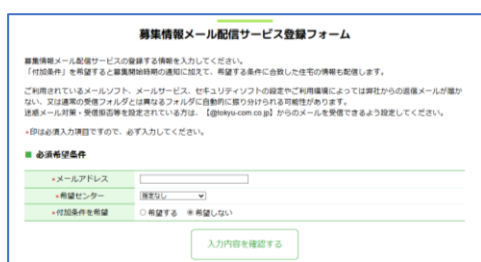 募集情報メール配信サービス登録フォーム
募集情報メール配信サービスの登録する情報を入力してください。
「付加条件」を希望すると募集開始時期の通知に加えて、希望する条件に合致した住宅の情報も配信します。
ご利用されているメールソフト、メールサービス、セキュリティソフトの設定やご利用環境によっては弊社からの返信メールが届か
ない、又は通常の受信フォルダとは異なるフォルダに自動的に振り分けられる可能性があります。
迷惑メール対策・受信拒否等を設定されている方は、【@tokyu-com.co.jp】からのメールを受信できるよう設定してください。
*印は必須入力項目ですので、必ず入力してください。
■ 必須希望条件
*メールアドレス
*希望センター 指定なし
*付加条件を希望 ○希望する ◉希望しない
入力内容を確認する